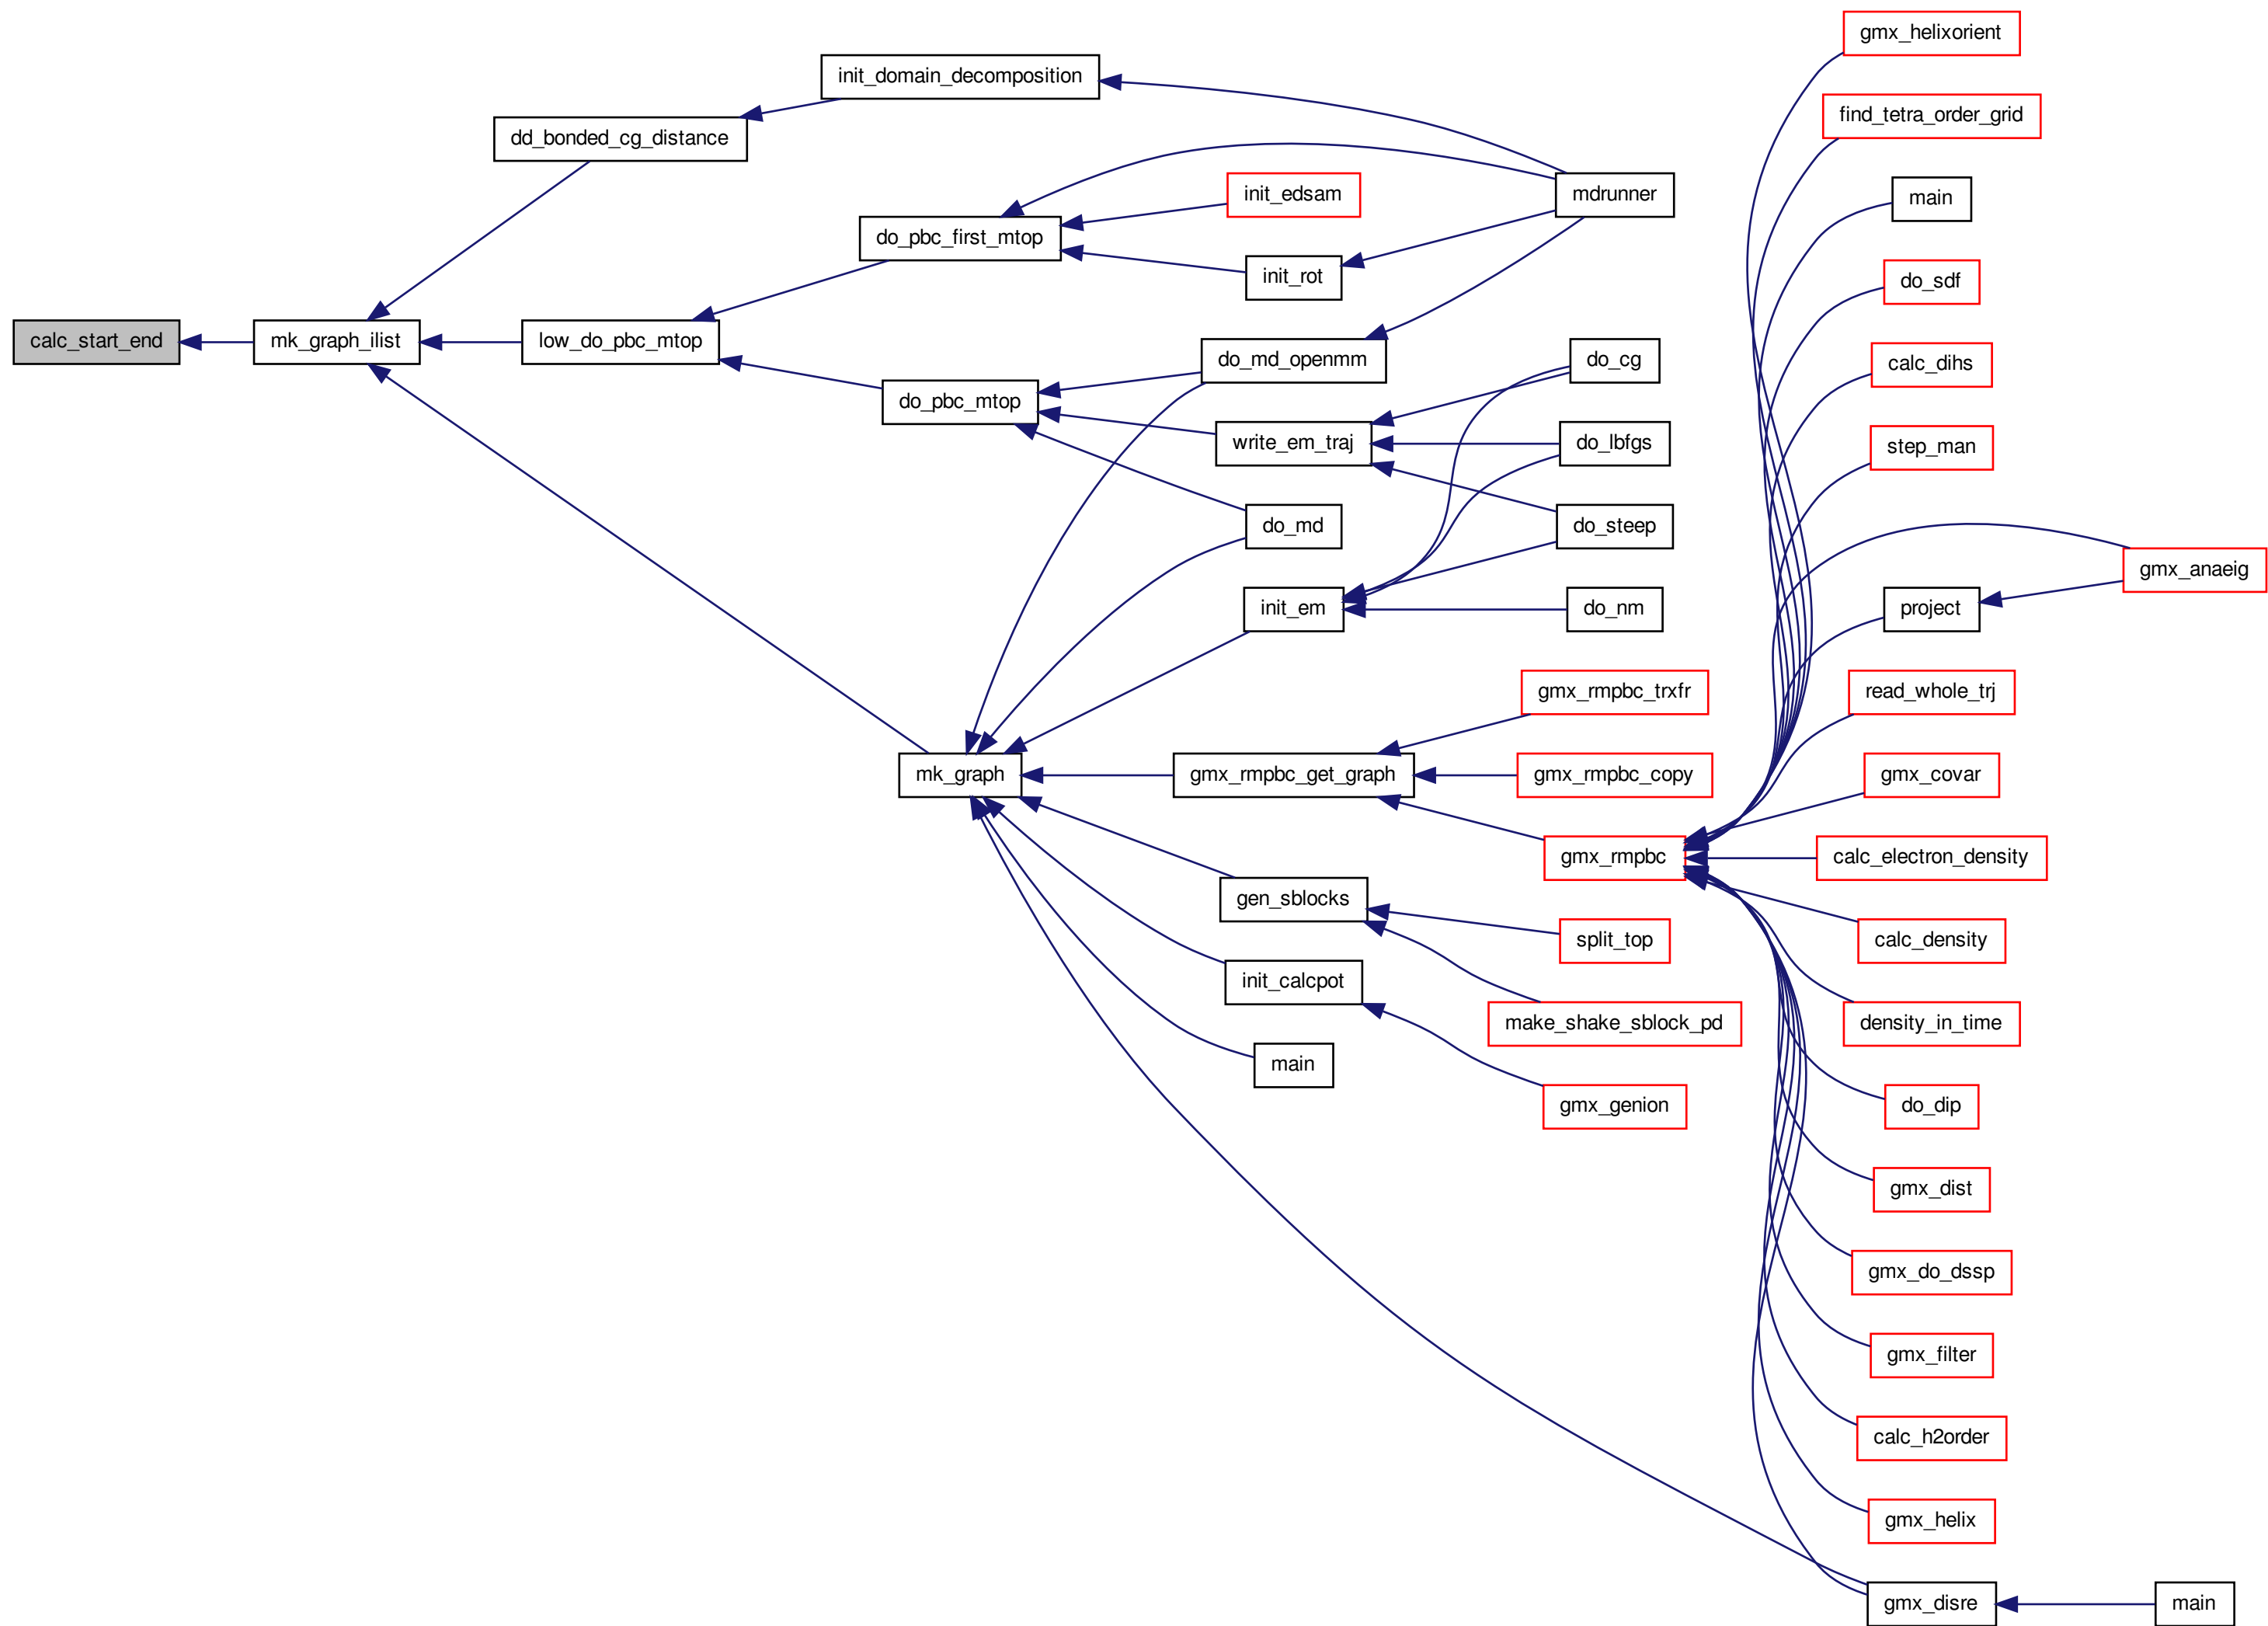 gmx_helixorient
init_domain_decomposition
find_tetra_order_grid
dd_bonded_cg_distance
init_edsam
mdrunner
main
do_pbc_first_mtop
init_rot
do_sdf
calc_start_end
mk_graph_ilist
low_do_pbc_mtop
do_md_openmm
do_cg
calc_dihs
do_pbc_mtop
write_em_traj
do_lbfgs
step_man
do_md
do_steep
gmx_anaeig
init_em
do_nm
project
gmx_rmpbc_trxfr
read_whole_trj
mk_graph
gmx_rmpbc_get_graph
gmx_rmpbc_copy
gmx_covar
gmx_rmpbc
calc_electron_density
gen_sblocks
split_top
calc_density
init_calcpot
make_shake_sblock_pd
density_in_time
main
gmx_genion
do_dip
gmx_dist
gmx_do_dssp
gmx_filter
calc_h2order
gmx_helix
gmx_disre
main